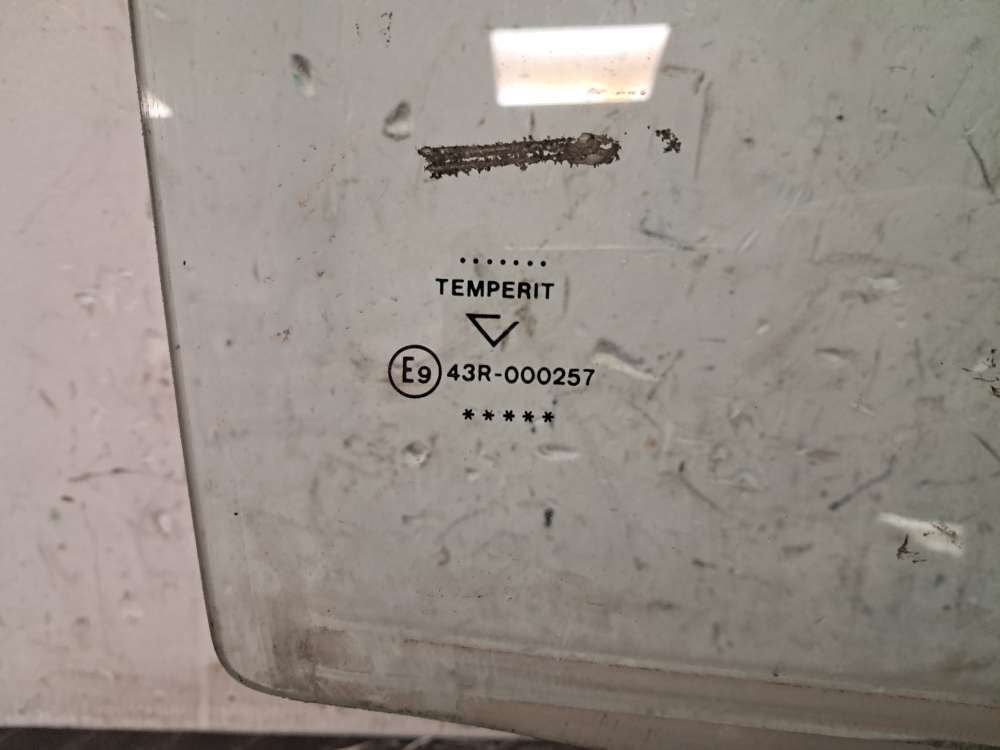 .......
TEMPERIT
E9 43R-000257
*****